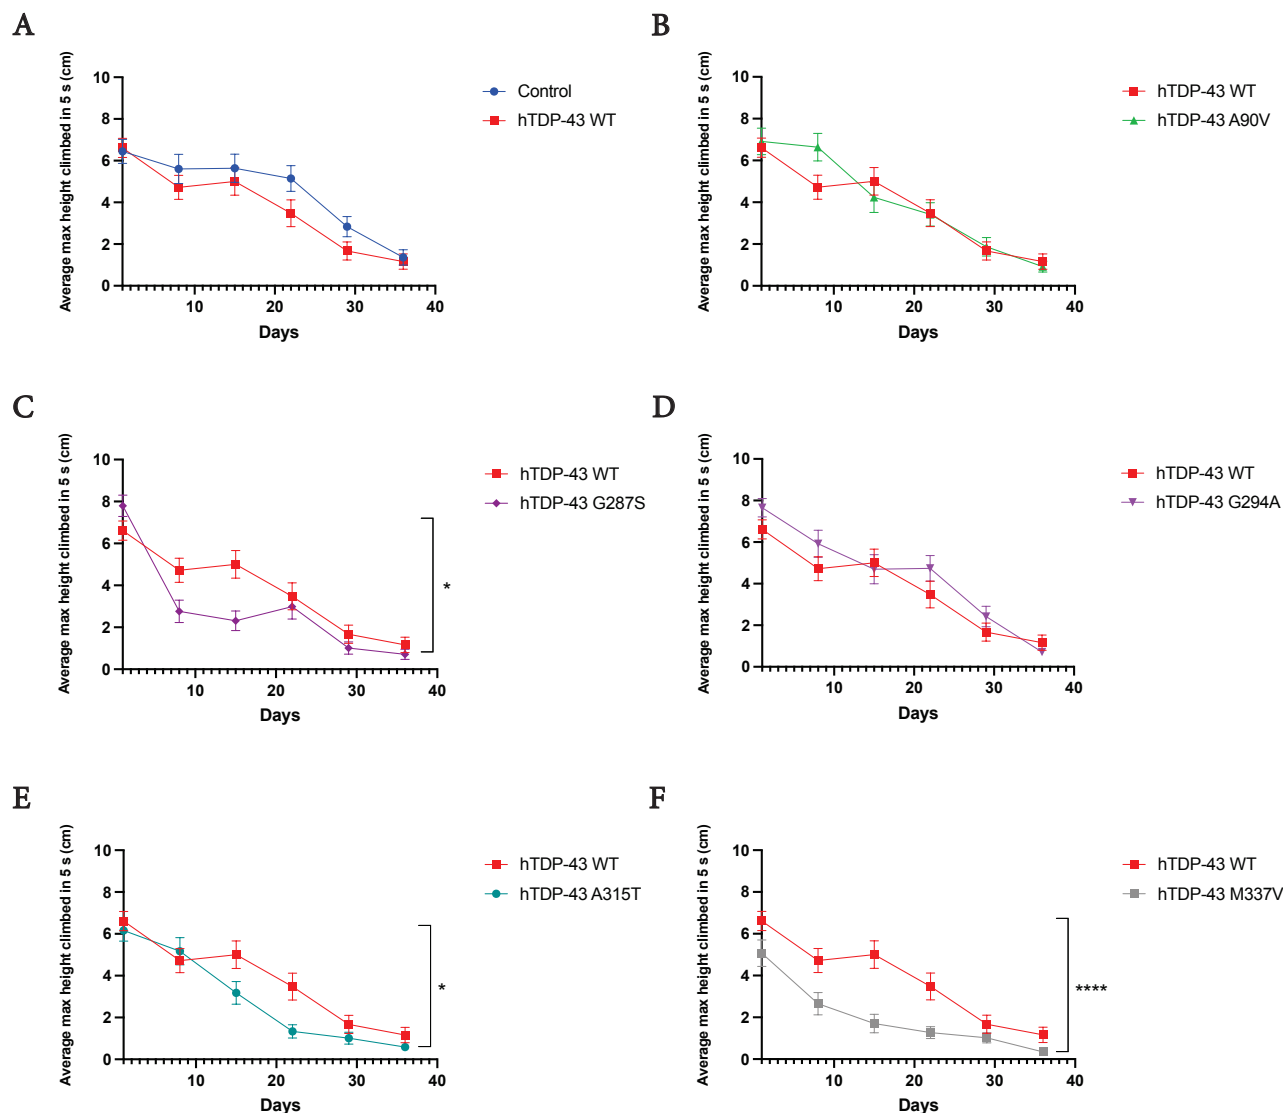 A
Average max height climbed in 5 s (cm)
10
8
6
4
2
0
10
20
30
40
Days
Control
hTDP-43 WT
B
Average max height climbed in 5 s (cm)
10
8
6
4
2
0
10
20
30
40
Days
hTDP-43 WT
hTDP-43 A90V
C
Average max height climbed in 5 s (cm)
10
8
6
4
2
0
10
20
30
40
Days
hTDP-43 WT
hTDP-43 G287S
*
D
Average max height climbed in 5 s (cm)
10
8
6
4
2
0
10
20
30
40
Days
hTDP-43 WT
hTDP-43 G294A
E
Average max height climbed in 5 s (cm)
10
8
6
4
2
0
10
20
30
40
Days
hTDP-43 WT
hTDP-43 A315T
*
F
Average max height climbed in 5 s (cm)
10
8
6
4
2
0
10
20
30
40
Days
hTDP-43 WT
hTDP-43 M337V
****